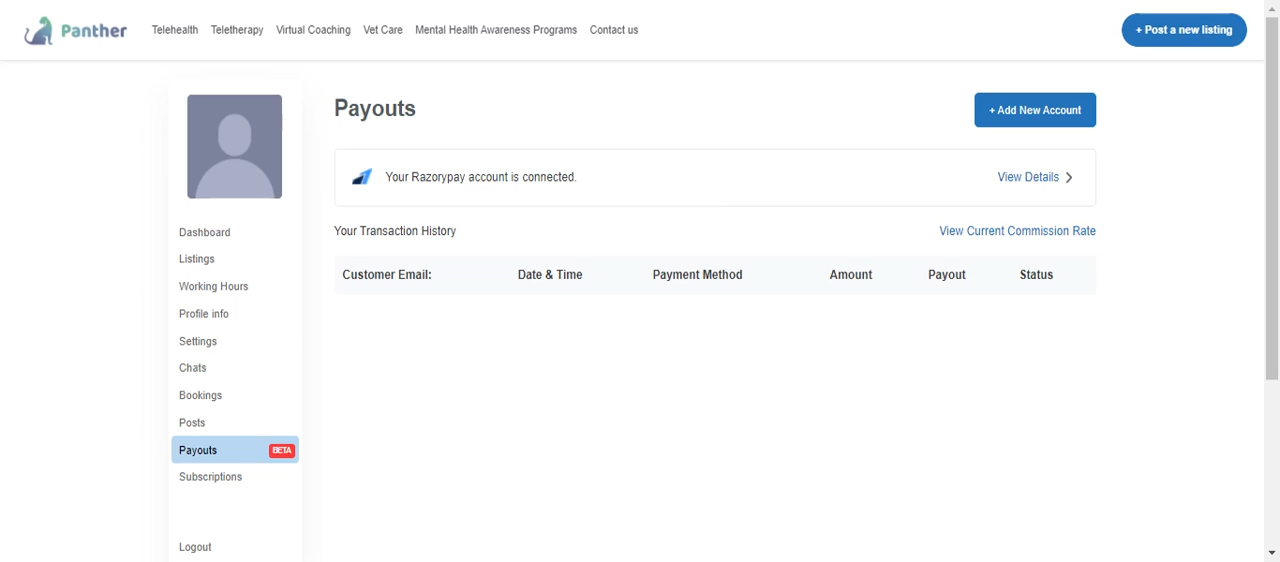 Panther
Telehealth Teletherapy Virtual Coaching Vet Care Mental Health Awareness Programs Contact us
+ Post a new listing
Payouts
+ Add New Account
Your Razorypay account is connected.
View Details
Your Transaction History
View Current Commission Rate
Customer Email: Date & Time Payment Method Amount Payout Status
Dashboard
Listings
Working Hours
Profile info
Settings
Chats
Bookings
Posts
Payouts BETA
Subscriptions
Logout